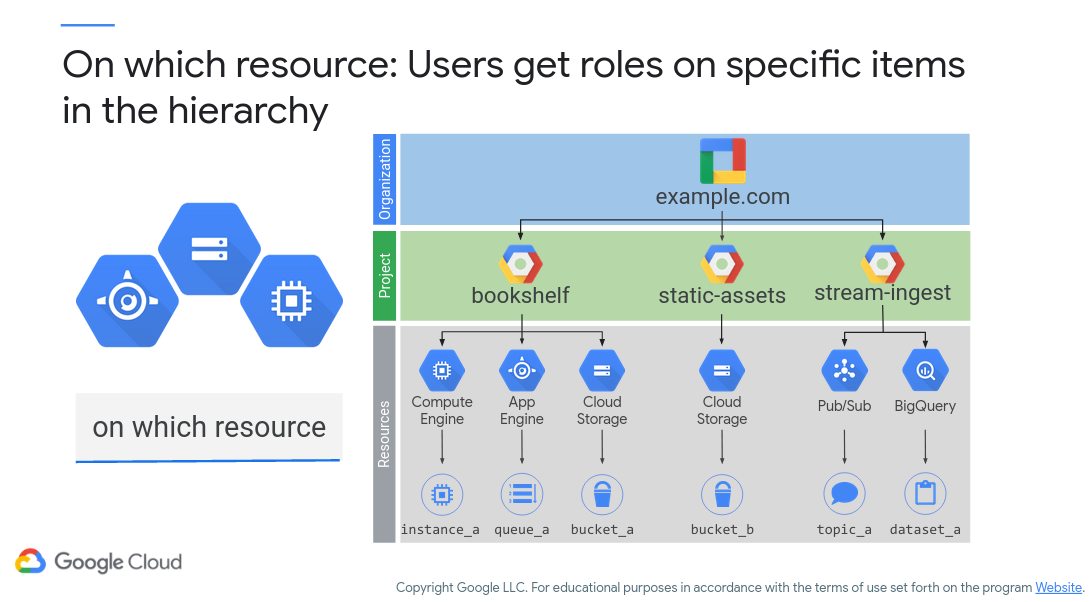 On which resource: Users get roles on specific items
in the hierarchy
on which resource
Organization
example.com
Project
bookshelf
static-assets
stream-ingest
Resources
Compute
Engine
App
Engine
Cloud
Storage
Cloud
Storage
Pub/Sub
BigQuery
instance_a
queue_a
bucket_a
bucket_b
topic_a
dataset_a
Google Cloud
Copyright Google LLC. For educational purposes in accordance with the terms of use set forth on the program Website.